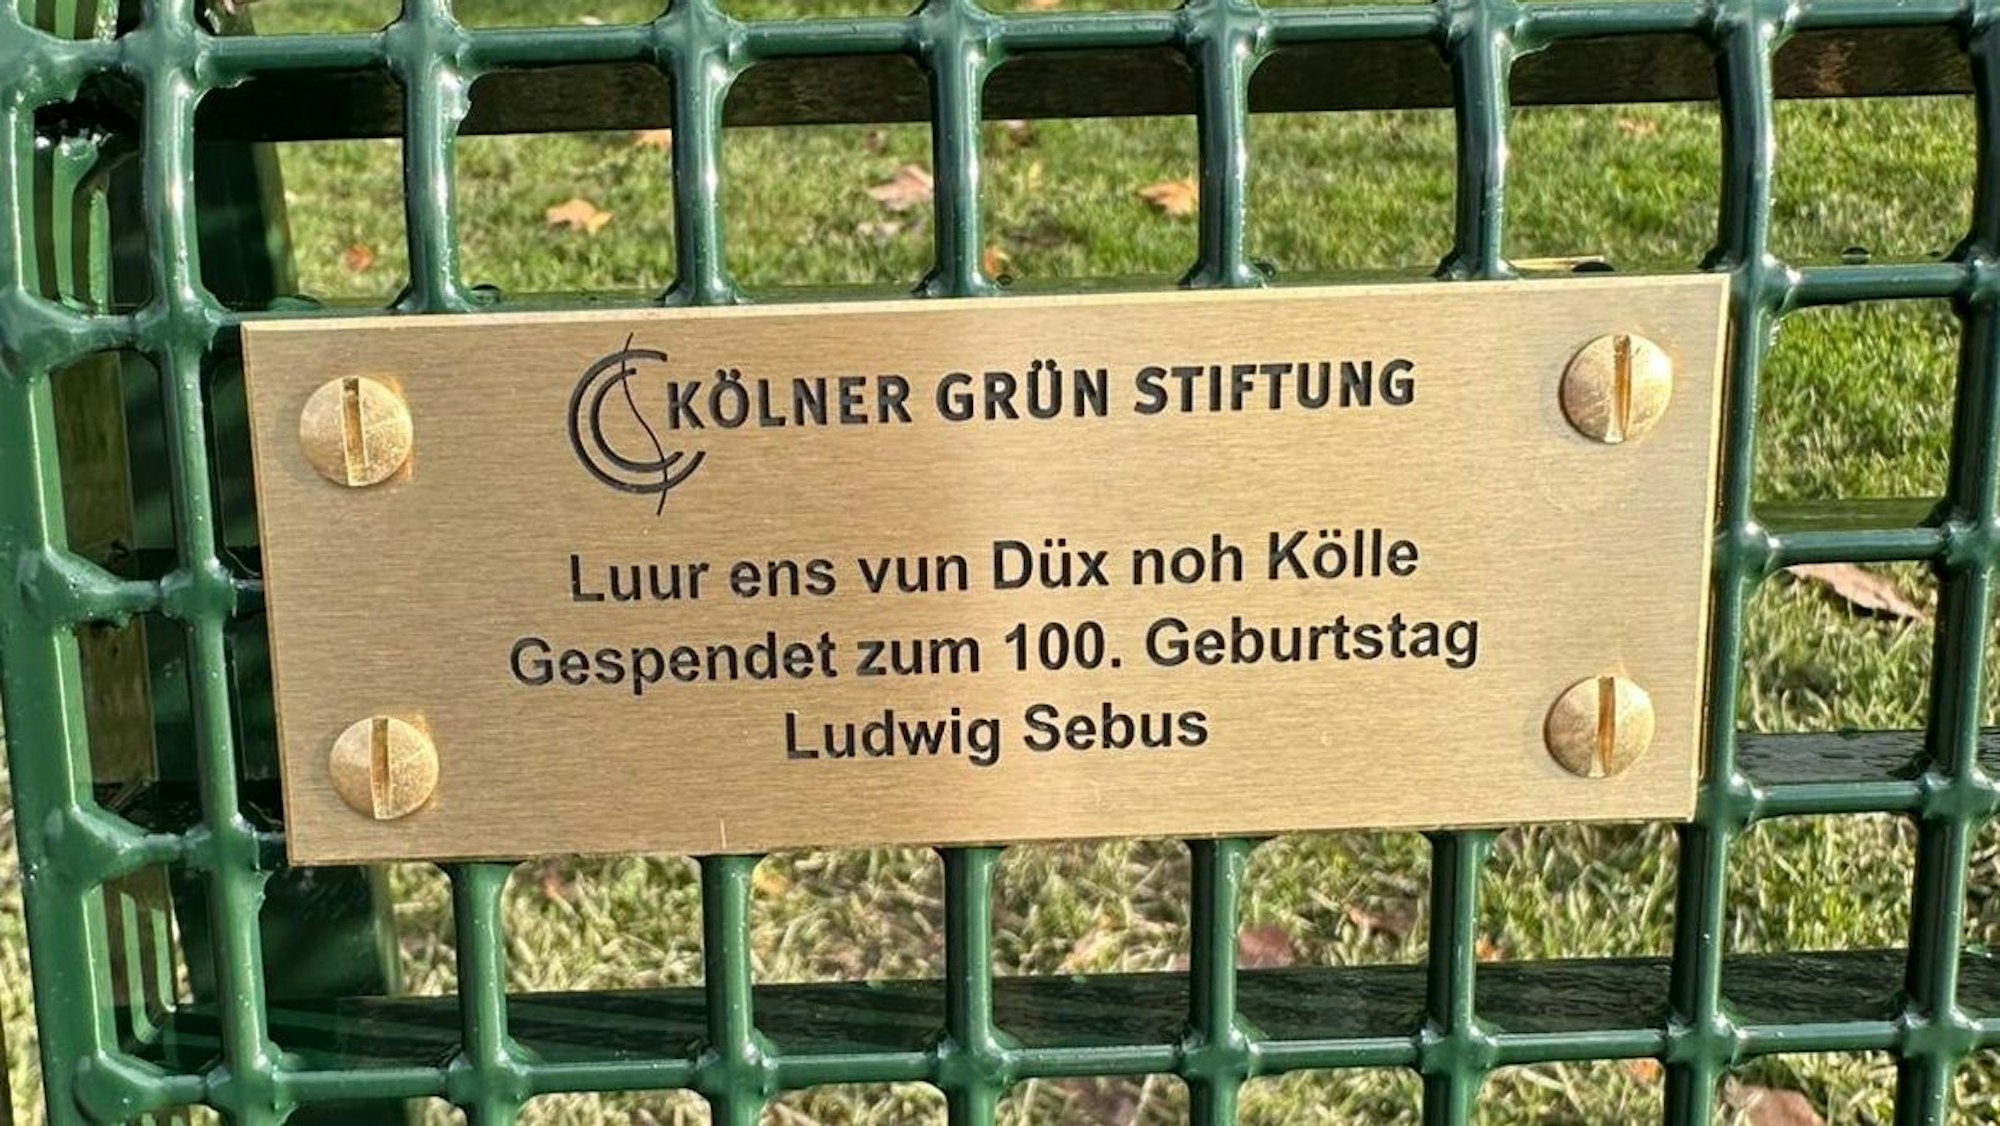 KÖLNER GRÜN STIFTUNG
Luur ens vun Düx noh Kölle
Gespendet zum 100. Geburtstag
Ludwig Sebus